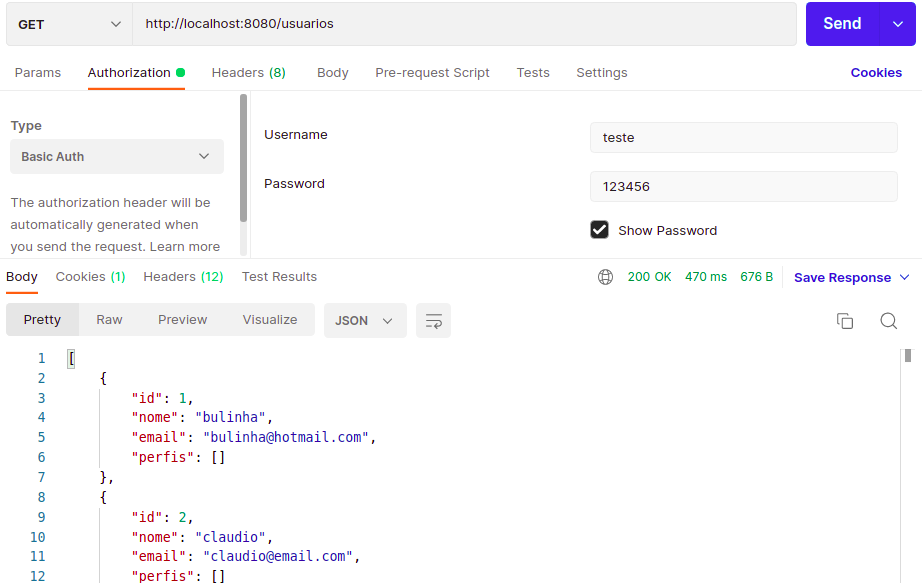 GET http://localhost:8080/usuarios Send
Params Authorization Headers (8) Body Pre-request Script Tests Settings Cookies
Type
Basic Auth
The authorization header will be
automatically generated when
you send the request. Learn more
Username teste
Password 123456
Show Password
Body Cookies (1) Headers (12) Test Results 200 OK 470 ms 676 B Save Response
Pretty Raw Preview Visualize JSON
1 [
2 {
3 "id": 1,
4 "nome": "bulinha",
5 "email": "bulinha@hotmail.com",
6 "perfis": []
7 },
8 {
9 "id": 2,
10 "nome": "claudio",
11 "email": "claudio@email.com",
12 "perfis": []